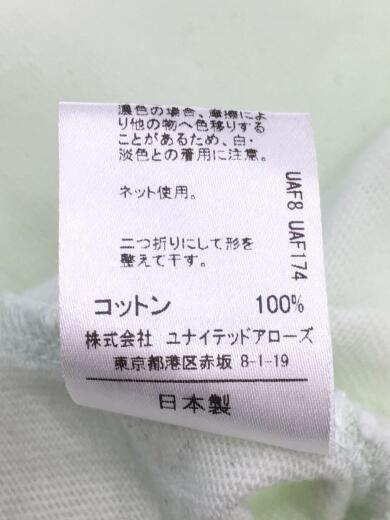 濃色の場合、摩擦によ
り他の物へ色移りする
ことがあるため、白・
淡色との着用に注意。
ネット使用。
二つ折りにして形を
整えて干す。
コットン 100%
株式会社 ユナイテッドアローズ
東京都港区赤坂 8-1-19
日本製
UAF8 UAF174